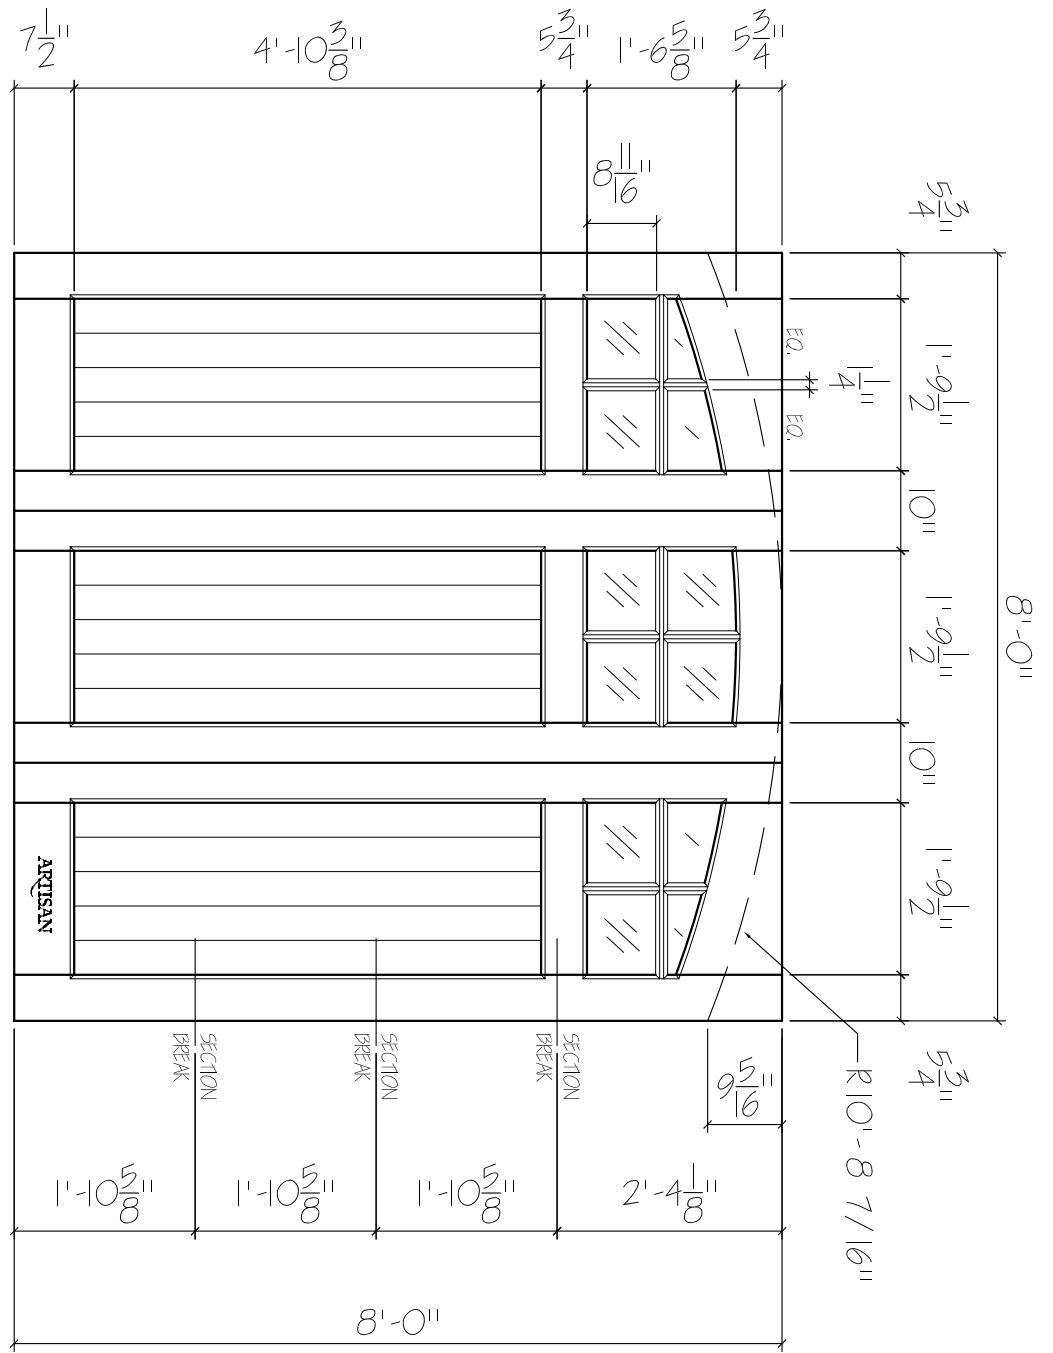 7 1/2"
4'-10 3/8"
5 3/4"
1'-6 5/8"
5 3/4"
8 11/16"
5 3/4"
1'-9 1/2"
10"
1'-9 1/2"
10"
1'-9 1/2"
5 3/4"
8'-0"
EQ.
1 1/4"
EQ.
ARTISAN
SECTION
BREAK
SECTION
BREAK
SECTION
BREAK
9 5/16"
R10'-8 7/16"
1'-10 5/8"
1'-10 5/8"
1'-10 5/8"
2'-4 1/8"
8'-0"